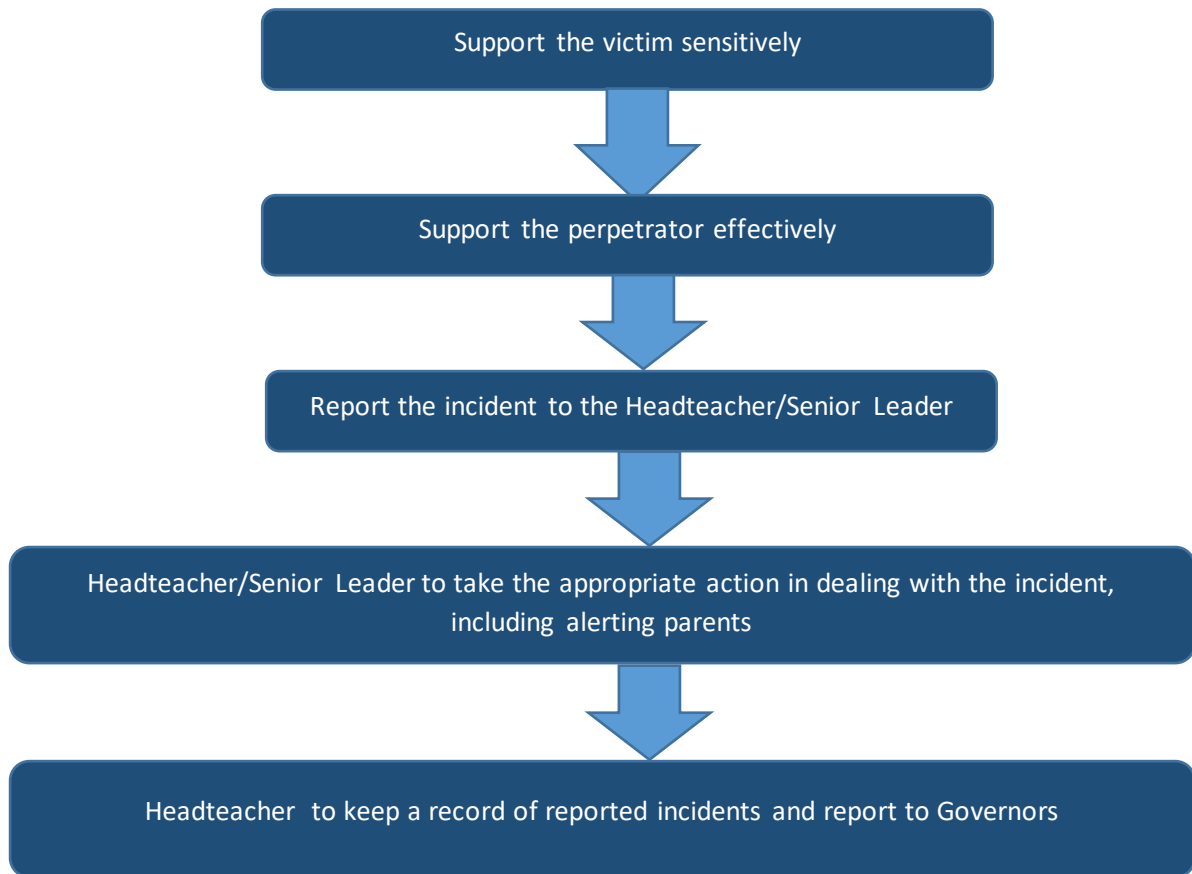 Support the victim sensitively
Support the perpetrator effectively
Report the incident to the Headteacher/Senior Leader
Headteacher/Senior Leader to take the appropriate action in dealing with the incident,
including alerting parents
Headteacher to keep a record of reported incidents and report to Governors